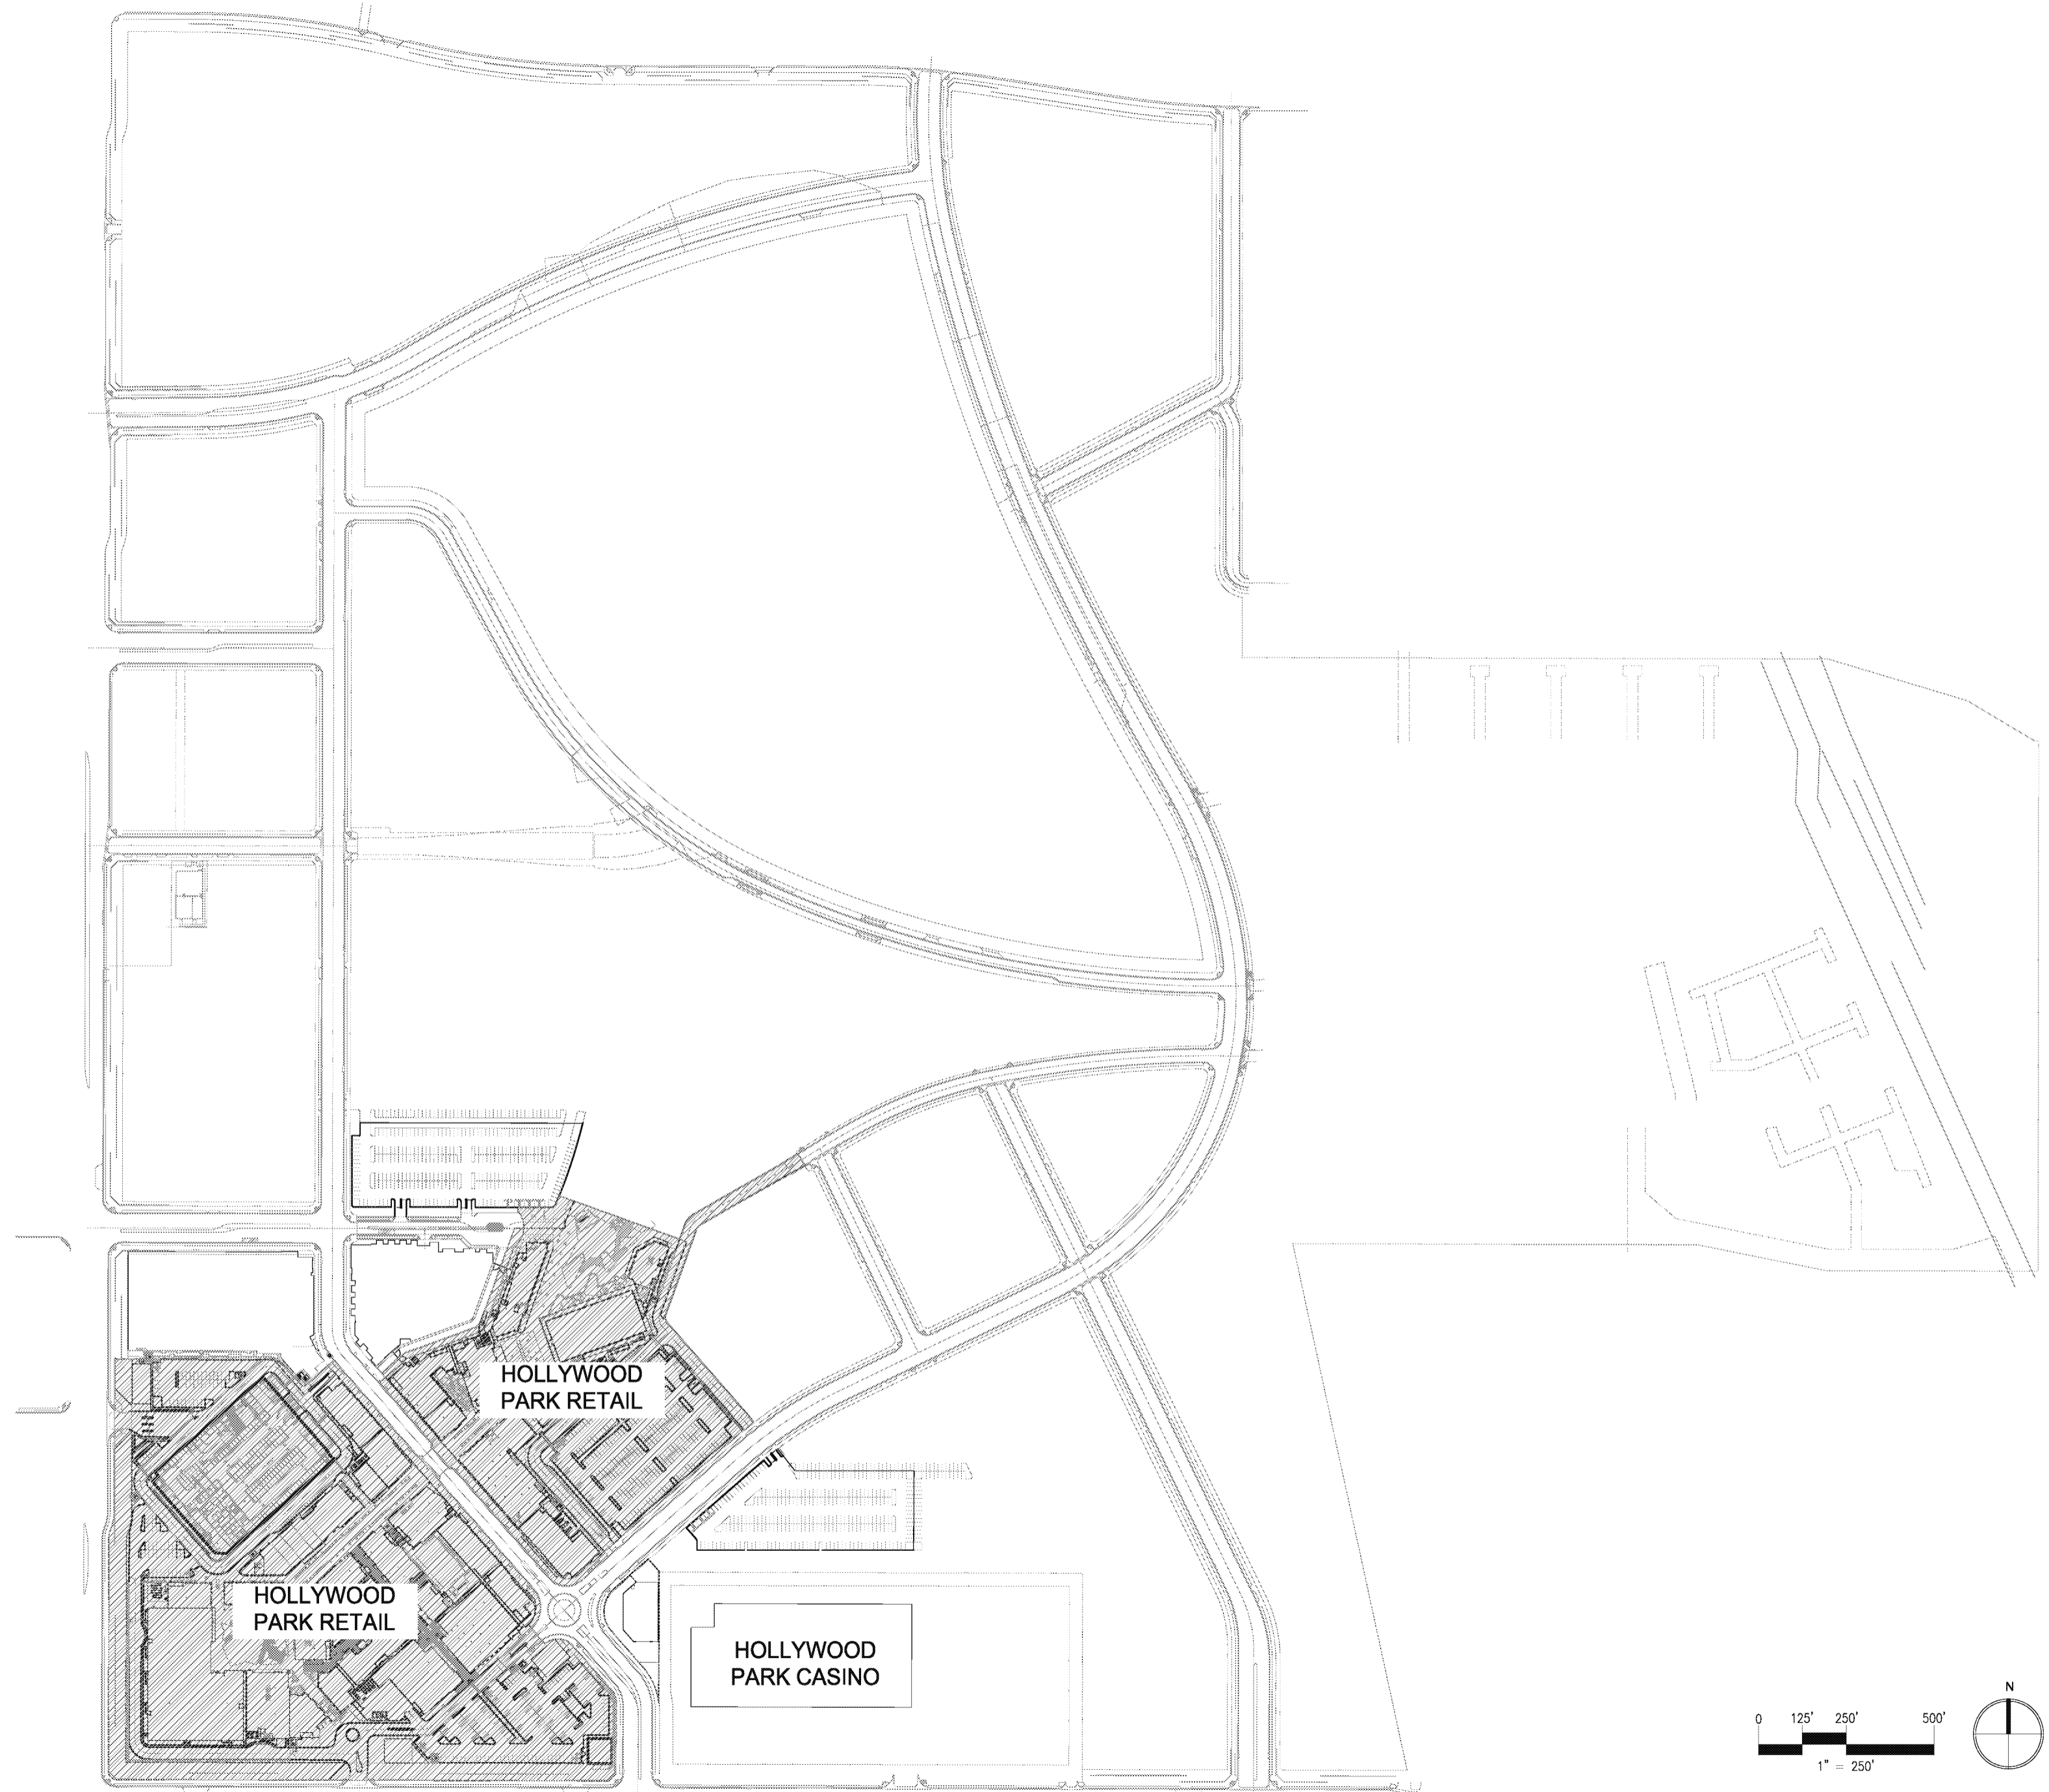 HOLLYWOOD
PARK RETAIL
HOLLYWOOD
PARK RETAIL
HOLLYWOOD
PARK CASINO
0 125' 250' 500'
1" = 250'
N